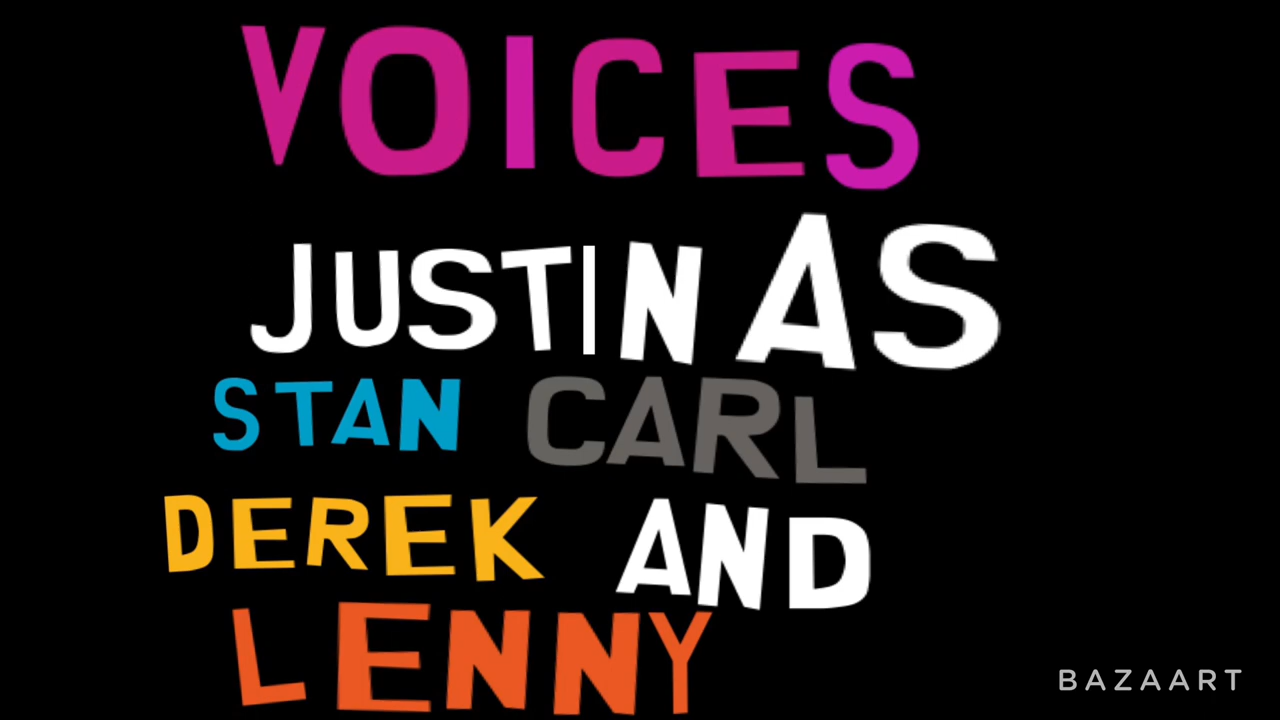 VOICES
JUSTIN AS
STAN CARL
DEREK AND
LENNY
BAZAART